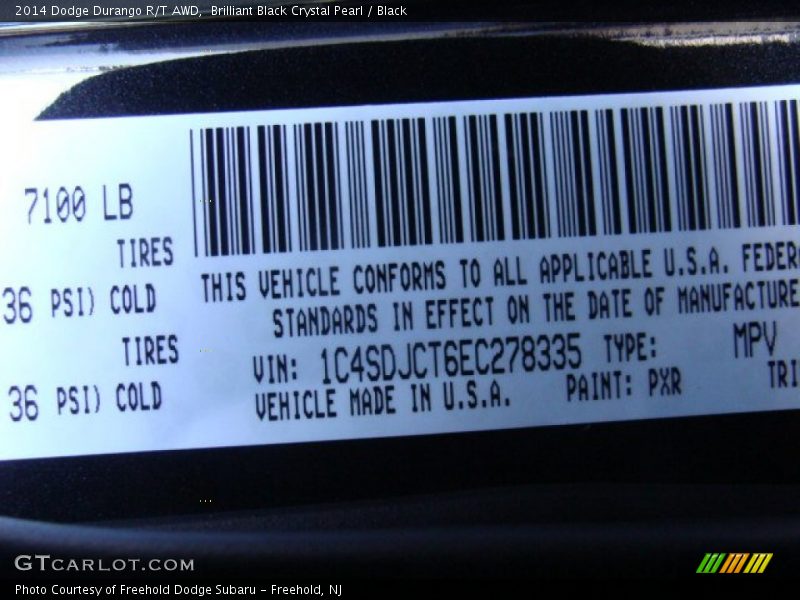 2014 Dodge Durango R/T AWD,  Brilliant Black Crystal Pearl / Black
7100 LB
TIRES
36 PSI) COLD
TIRES
36 PSI) COLD
THIS VEHICLE CONFORMS TO ALL APPLICABLE U.S.A. FEDER
STANDARDS IN EFFECT ON THE DATE OF MANUFACTURE
VIN: 1C4SDJCT6EC278335 TYPE: MPV
VEHICLE MADE IN U.S.A. PAINT: PXR TRI
GTCARLOT.COM
Photo Courtesy of Freehold Dodge Subaru - Freehold, NJ